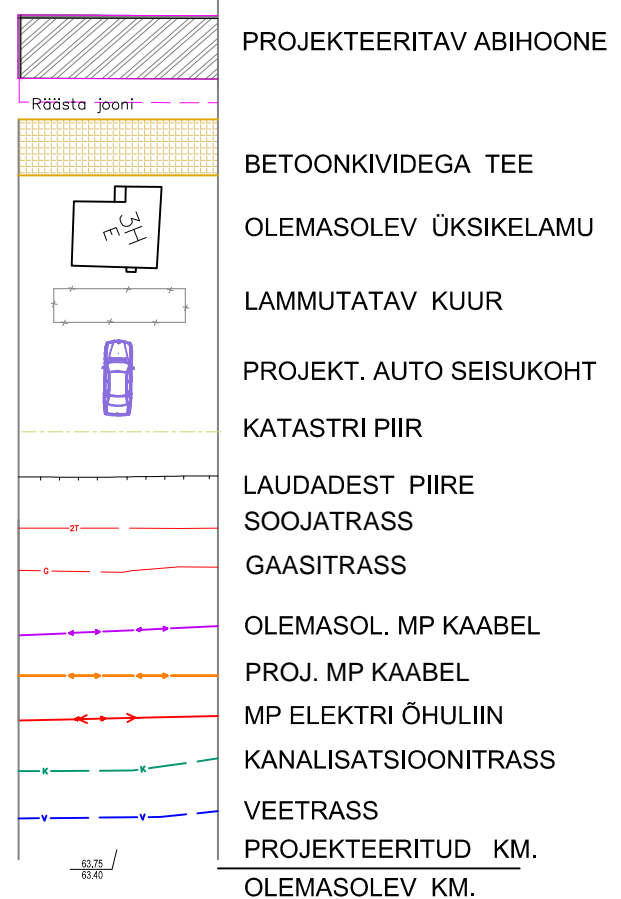 PROJEKTEERITAV ABIHOONE
Räästa jooni
BETOONKIVIDEGA TEE
3H
E
OLEMASOLEV ÜKSIKELAMU
LAMMUTATAV KUUR
PROJEKT. AUTO SEISUKOHT
KATASTRI PIIR
LAUDADEST PIIRE
2T
SOOJATRASS
G
GAASITRASS
OLEMASOL. MP KAABEL
PROJ. MP KAABEL
MP ELEKTRI ÕHULIIN
K K
KANALISATSIOONITRASS
V V
VEETRASS
63,75
PROJEKTEERITUD KM.
63.40
OLEMASOLEV KM.